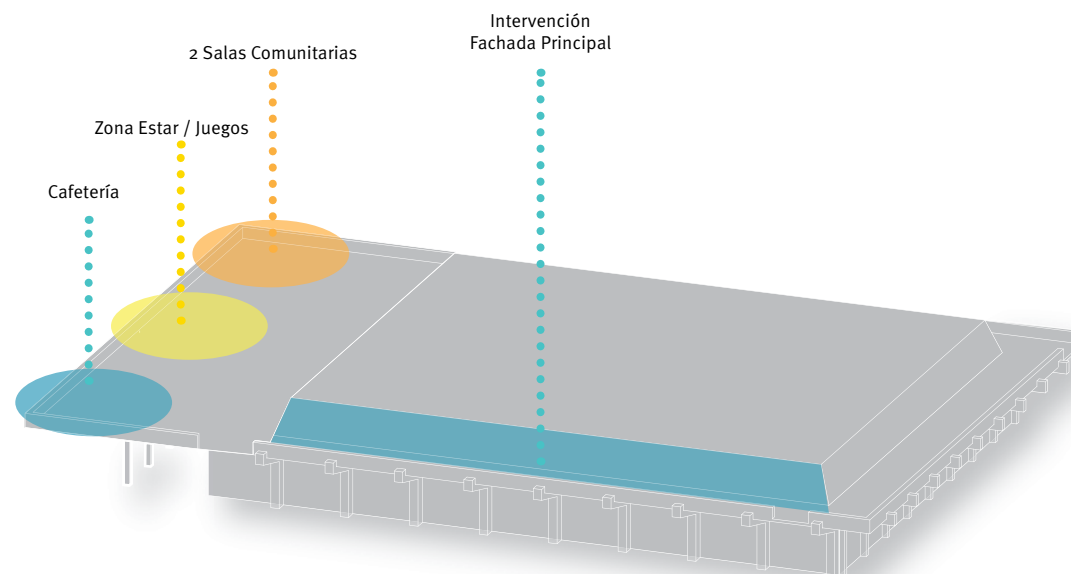 Intervención
Fachada Principal
2 Salas Comunitarias
Zona Estar / Juegos
Cafetería